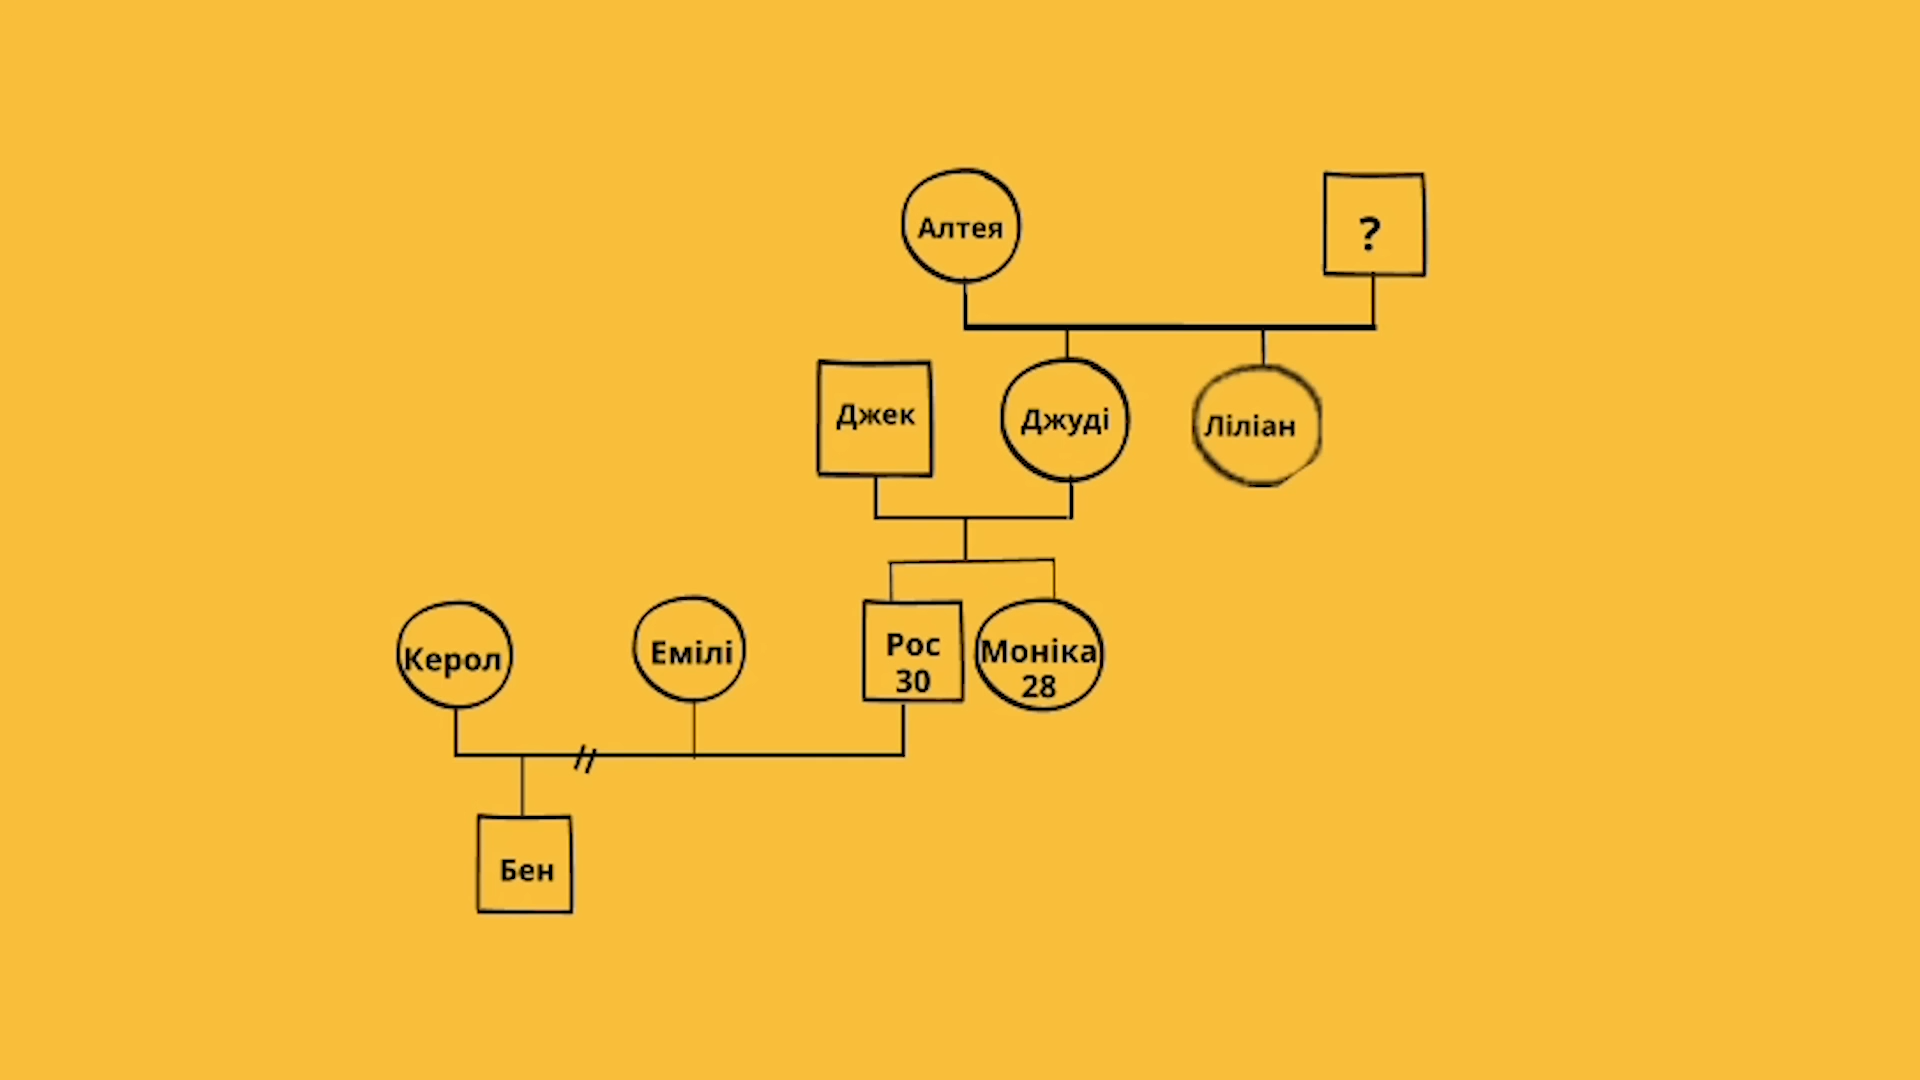 Алтея
?
Джек
Джуді
Ліліан
Керол
Емілі
Рос
30
Моніка
28
Бен